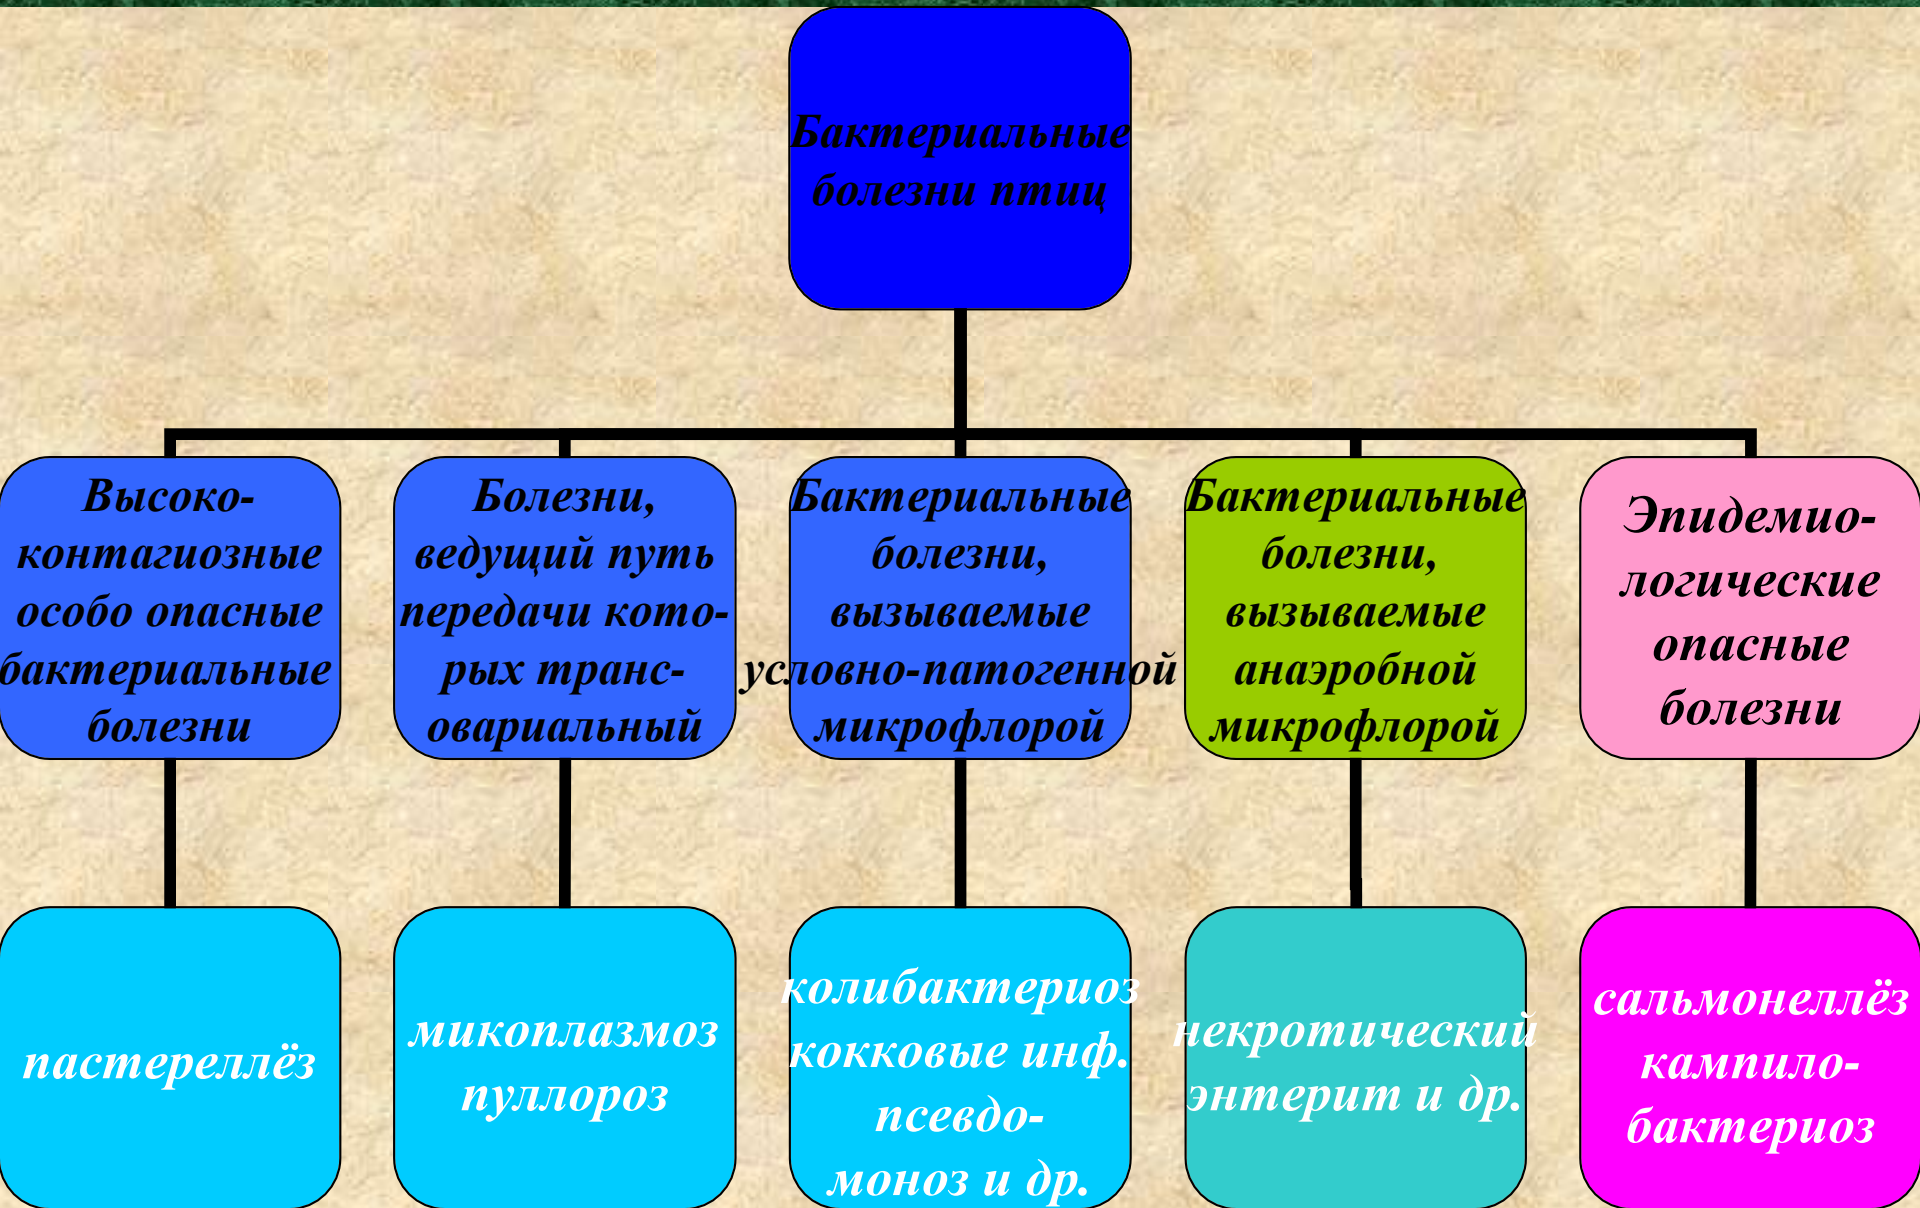 Бактериальные
болезни птиц
Высоко-
контагиозные
особо опасные
бактериальные
болезни
Болезни,
ведущий путь
передачи кото-
рых транс-
овариальный
Бактериальные
болезни,
вызываемые
условно-патогенной
микрофлорой
Бактериальные
болезни,
вызываемые
анаэробной
микрофлорой
Эпидемио-
логические
опасные
болезни
пастереллёз
микоплазмоз
пуллороз
колибактериоз
кокковые инф.
псевдо-
моноз и др.
некротический
энтерит и др.
сальмонеллёз
кампило-
бактериоз